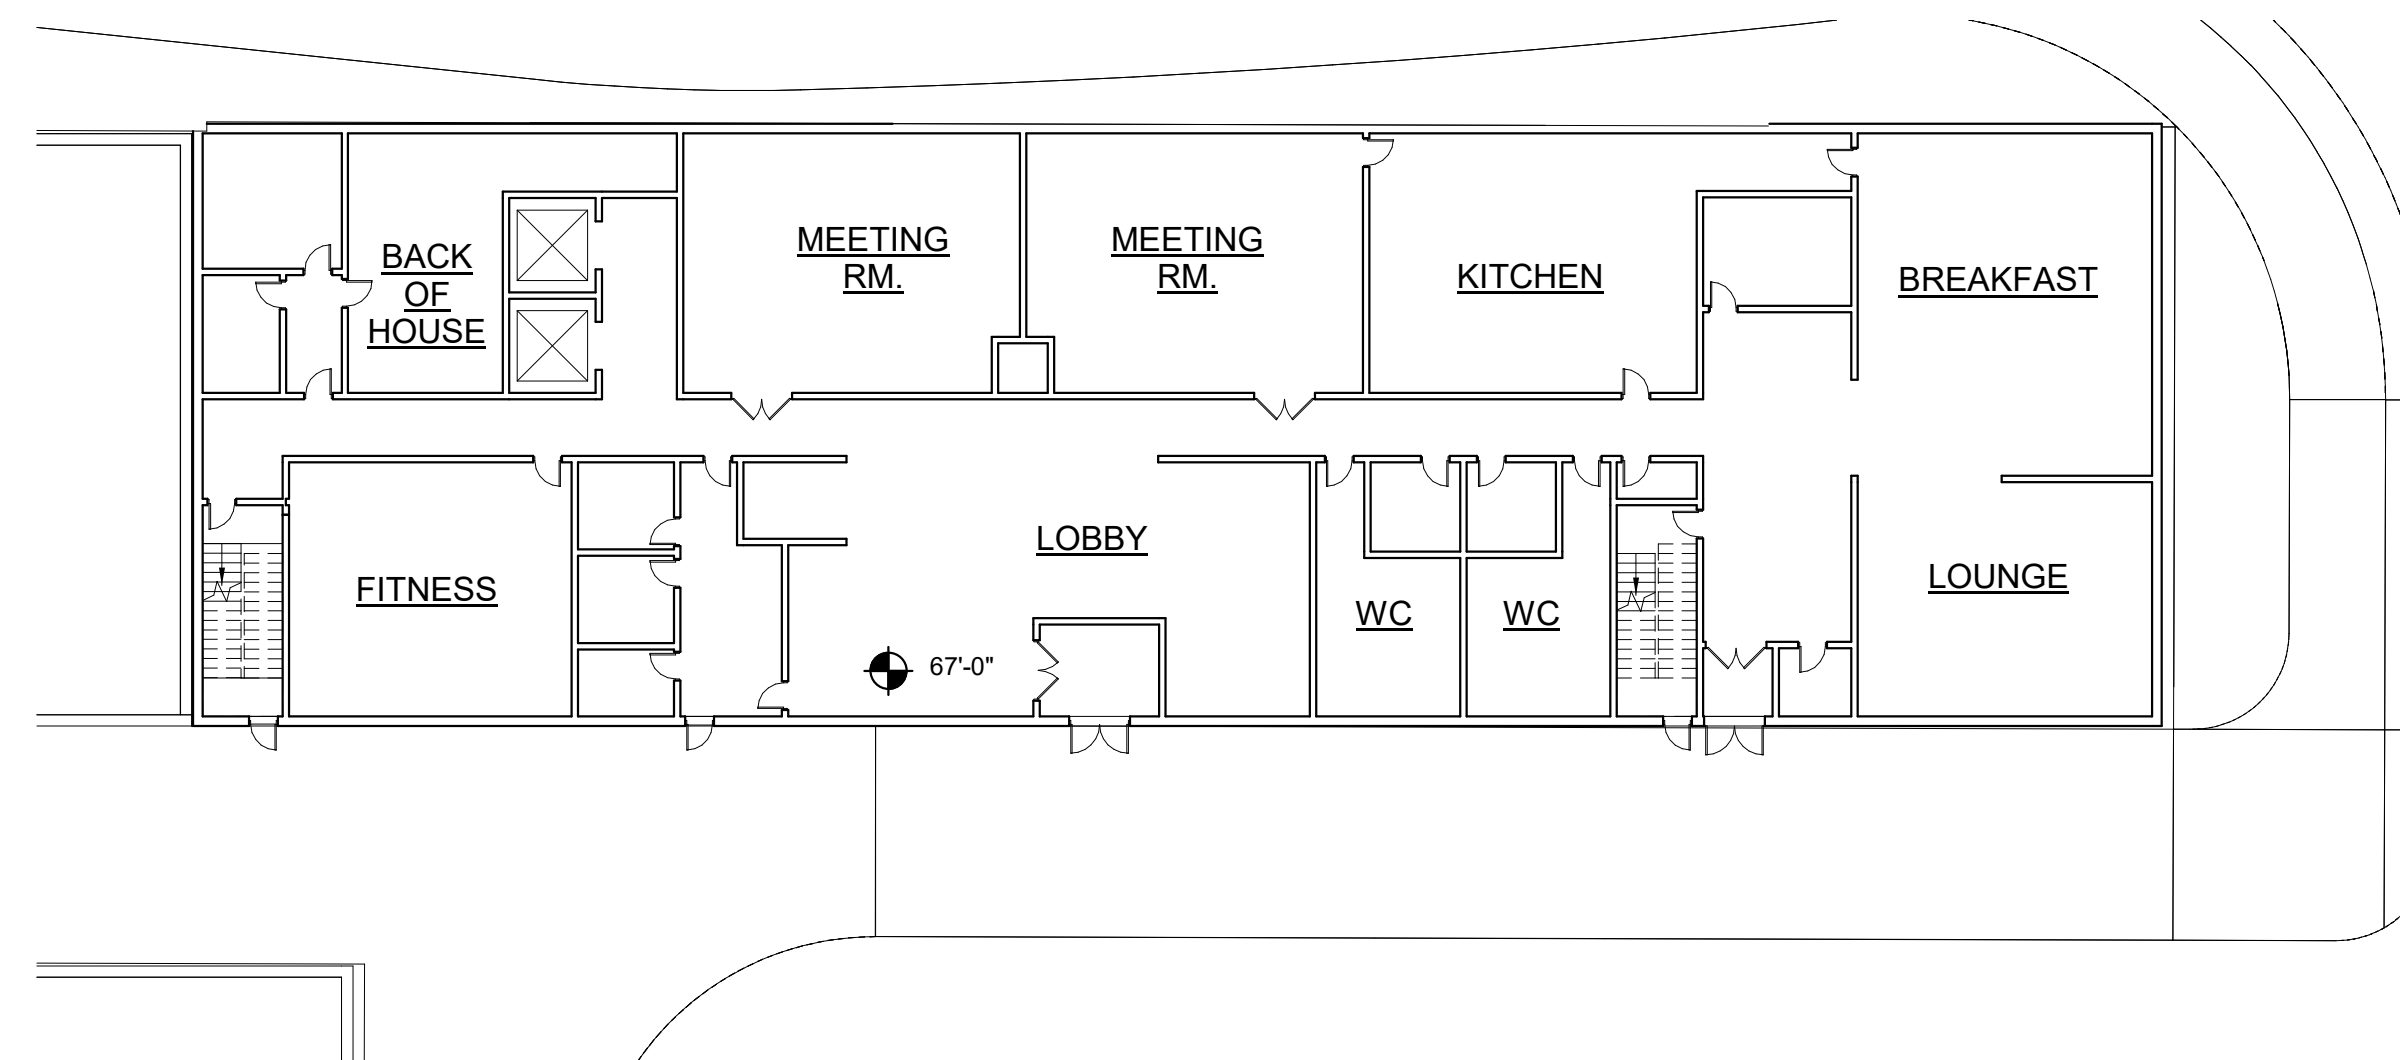 BACK
OF
HOUSE
MEETING
RM.
MEETING
RM.
KITCHEN
BREAKFAST
FITNESS
LOBBY
67'-0"
WC
WC
LOUNGE